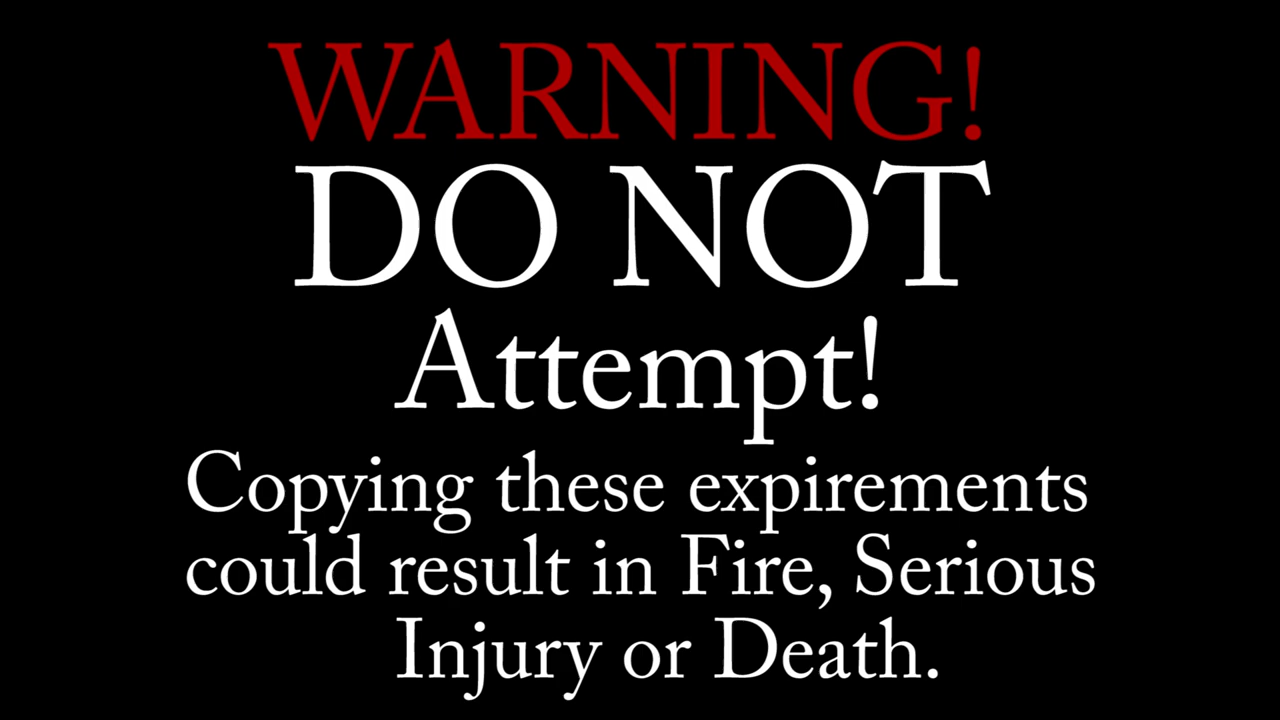 WARNING!
DO NOT
Attempt!
Copying these expirements
could result in Fire, Serious
Injury or Death.